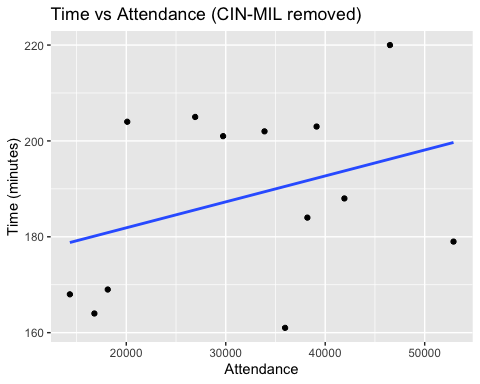 Time vs Attendance (CIN-MIL removed)
Time (minutes)
220
200
180
160
20000 30000 40000 50000
Attendance